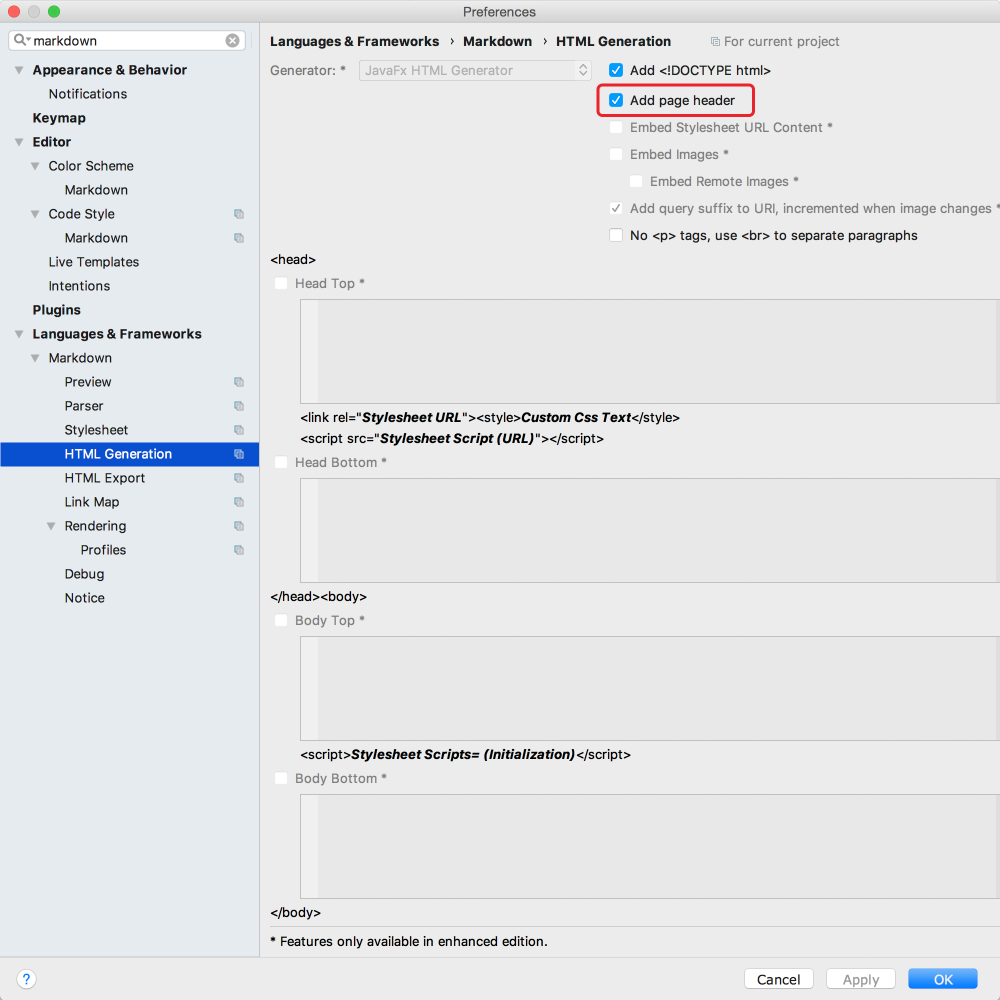 Preferences
markdown
Appearance & Behavior
Notifications
Keymap
Editor
Color Scheme
Markdown
Code Style
Markdown
Live Templates
Intentions
Plugins
Languages & Frameworks
Markdown
Preview
Parser
Stylesheet
HTML Generation
HTML Export
Link Map
Rendering
Profiles
Debug
Notice
Languages & Frameworks › Markdown › HTML Generation For current project
Generator: * JavaFx HTML Generator
Add <!DOCTYPE html>
Add page header
Embed Stylesheet URL Content *
Embed Images *
Embed Remote Images *
Add query suffix to URI, incremented when image changes *
No <p> tags, use <br> to separate paragraphs
<head>
Head Top *
<link rel="Stylesheet URL"><style>Custom Css Text</style>
<script src="Stylesheet Script (URL)"></script>
Head Bottom *
</head><body>
Body Top *
<script>Stylesheet Scripts= (Initialization)</script>
Body Bottom *
</body>
* Features only available in enhanced edition.
? Cancel Apply OK